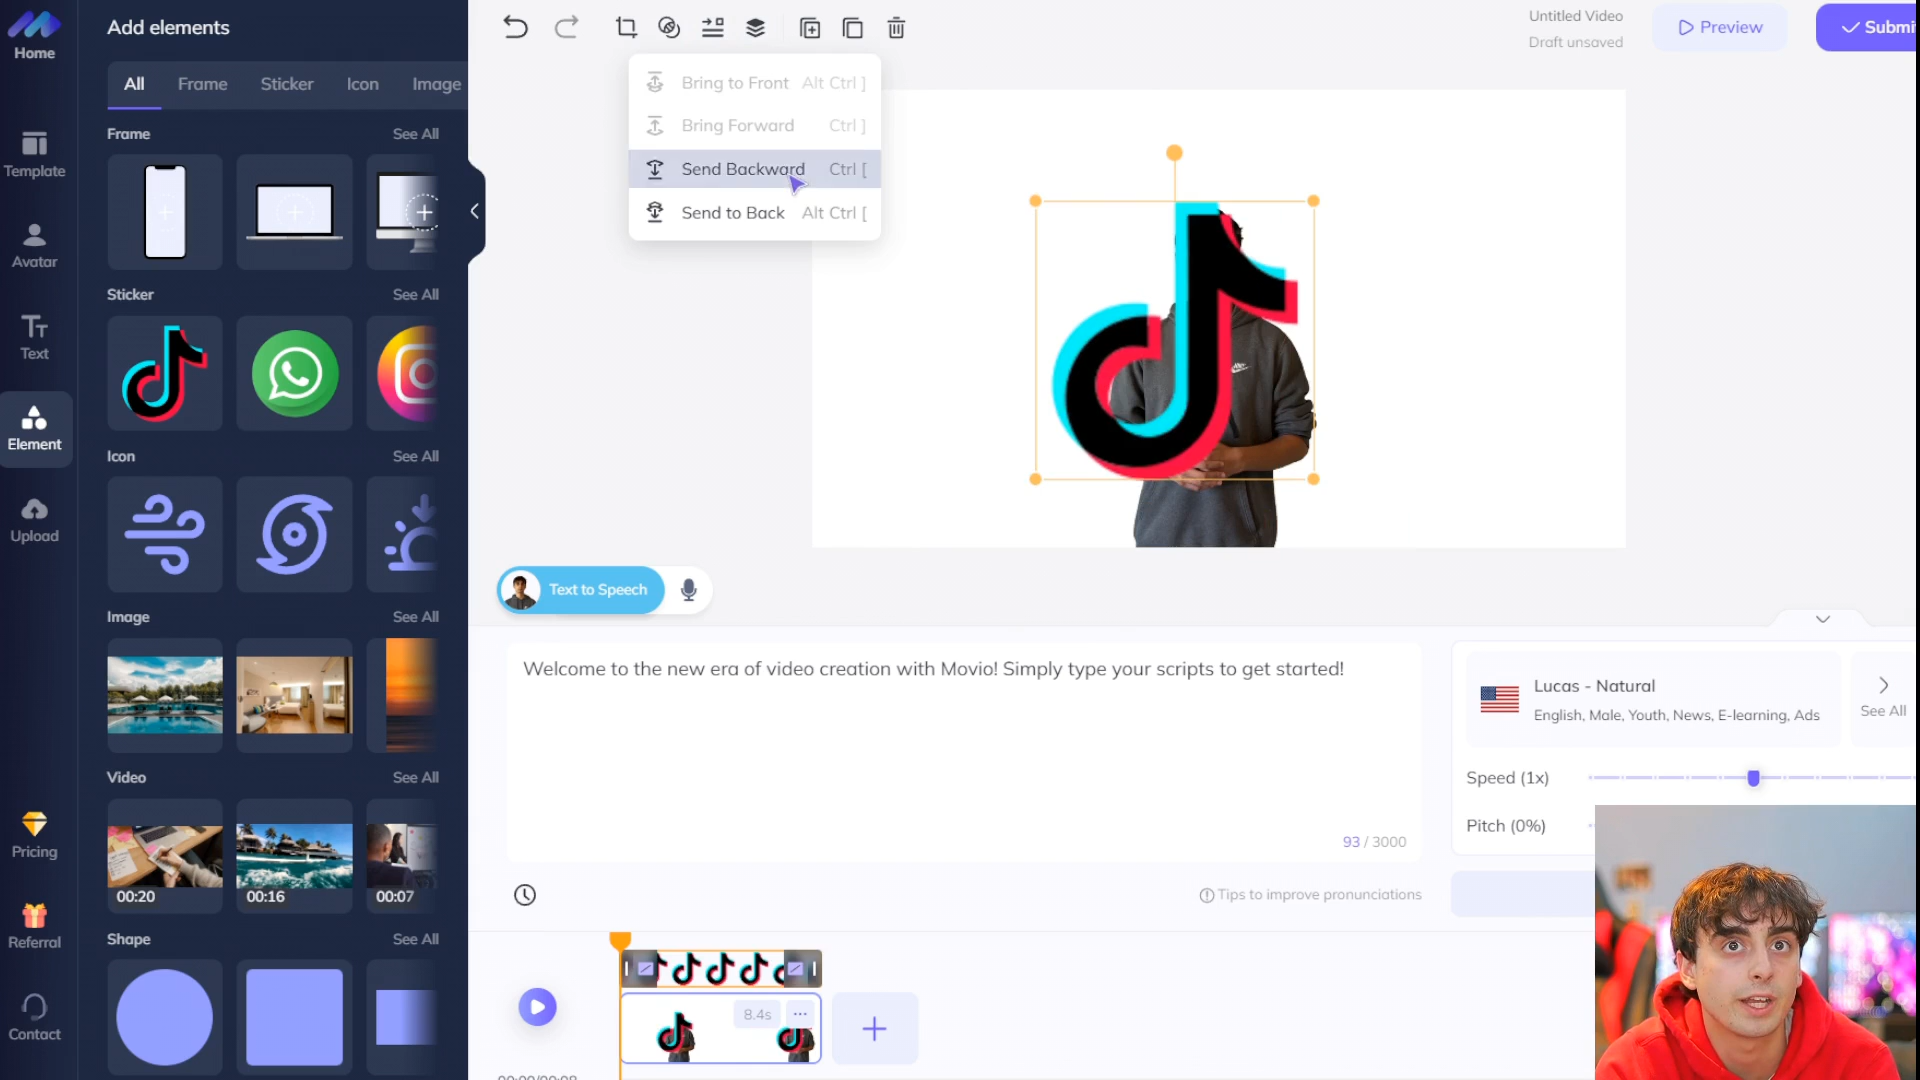 Home
Template
Avatar
Text
Element
Upload
Pricing
Referral
Contact
Add elements
All Frame Sticker Icon Image
Frame See All
Sticker See All
Icon See All
Image See All
Video See All
00:20 00:16 00:07
Shape See All
Bring to Front Alt Ctrl ]
Bring Forward Ctrl ]
Send Backward Ctrl [
Send to Back Alt Ctrl [
Untitled Video
Draft unsaved
Preview
Submi
Text to Speech
Welcome to the new era of video creation with Movio! Simply type your scripts to get started!
93 / 3000
Tips to improve pronunciations
Lucas - Natural
English, Male, Youth, News, E-learning, Ads
See All
Speed (1x)
Pitch (0%)
8.4s